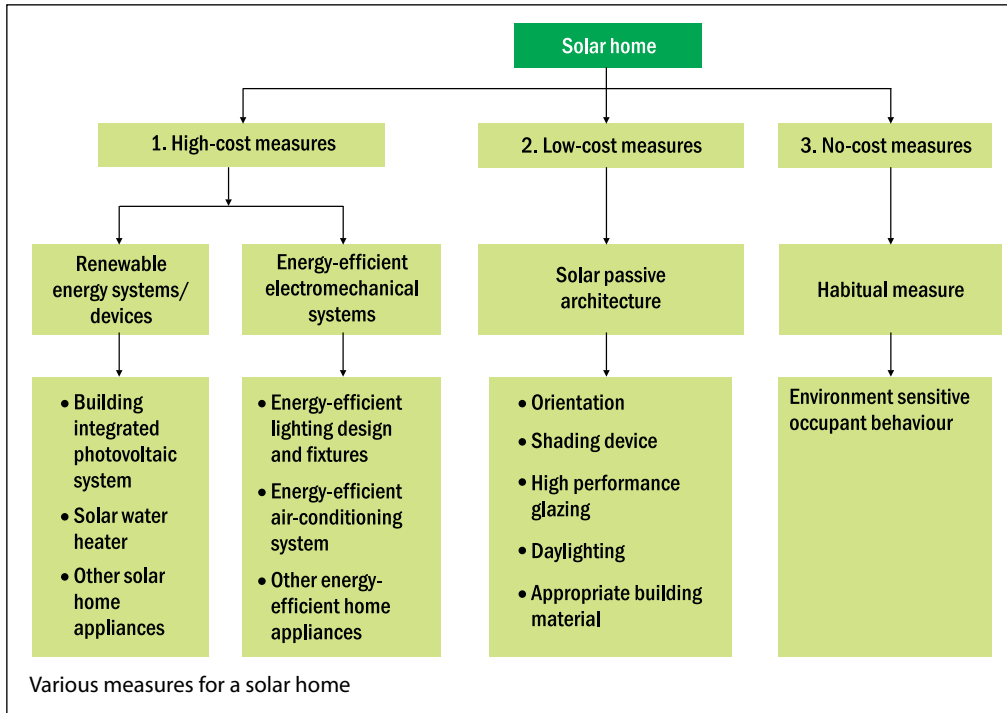 Solar home
1. High-cost measures
2. Low-cost measures
3. No-cost measures
Renewable
energy systems/
devices
Energy-efficient
electromechanical
systems
Solar passive
architecture
Habitual measure
• Building
integrated
photovoltaic
system
• Solar water
heater
• Other solar
home
appliances
• Energy-efficient
lighting design
and fixtures
• Energy-efficient
air-conditioning
system
• Other energy-
efficient home
appliances
• Orientation
• Shading device
• High performance
glazing
• Daylighting
• Appropriate building
material
Environment sensitive
occupant behaviour
Various measures for a solar home